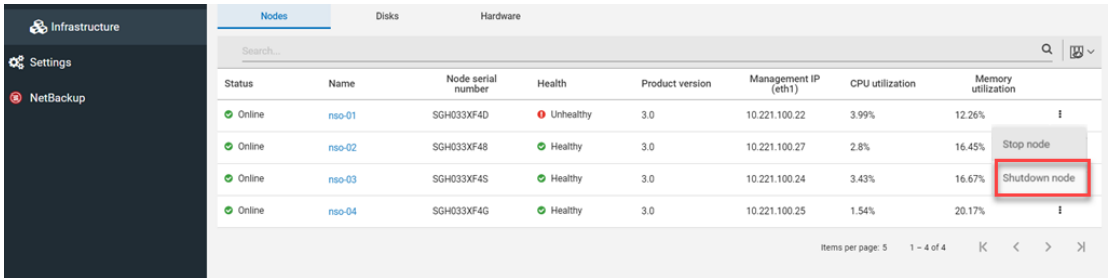 Infrastructure
Settings
NetBackup
Nodes Disks Hardware
Search...
Status Name Node serial number Health Product version Management IP (eth1) CPU utilization Memory utilization
Online nso-01 SGH033XF4D Unhealthy 3.0 10.221.100.22 3.99% 12.26%
Online nso-02 SGH033XF48 Healthy 3.0 10.221.100.27 2.8% 16.45% Stop node
Online nso-03 SGH033XF4S Healthy 3.0 10.221.100.24 3.43% 16.67% Shutdown node
Online nso-04 SGH033XF4G Healthy 3.0 10.221.100.25 1.54% 20.17%
Items per page: 5 1 – 4 of 4